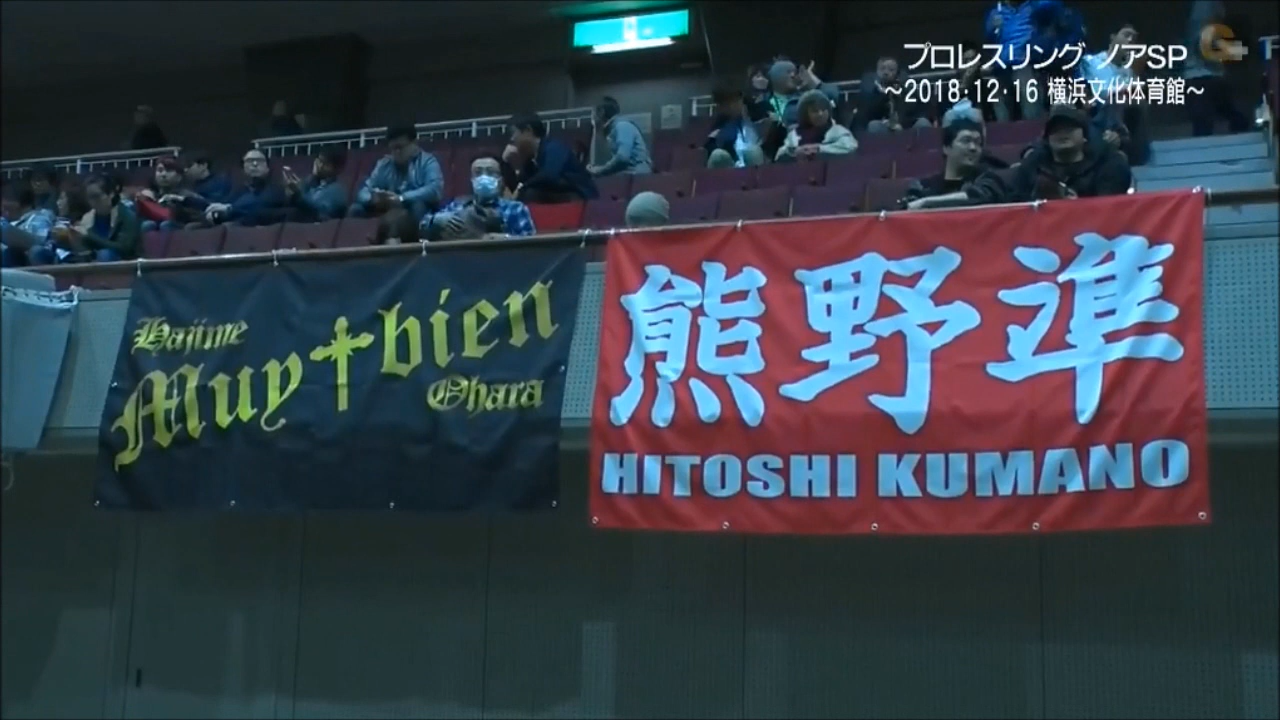 プロレスリング ノアSP
～2018･12･16 横浜文化体育館～
G+
Hajime
Muy†bien
Ohara
熊野準
HITOSHI KUMANO